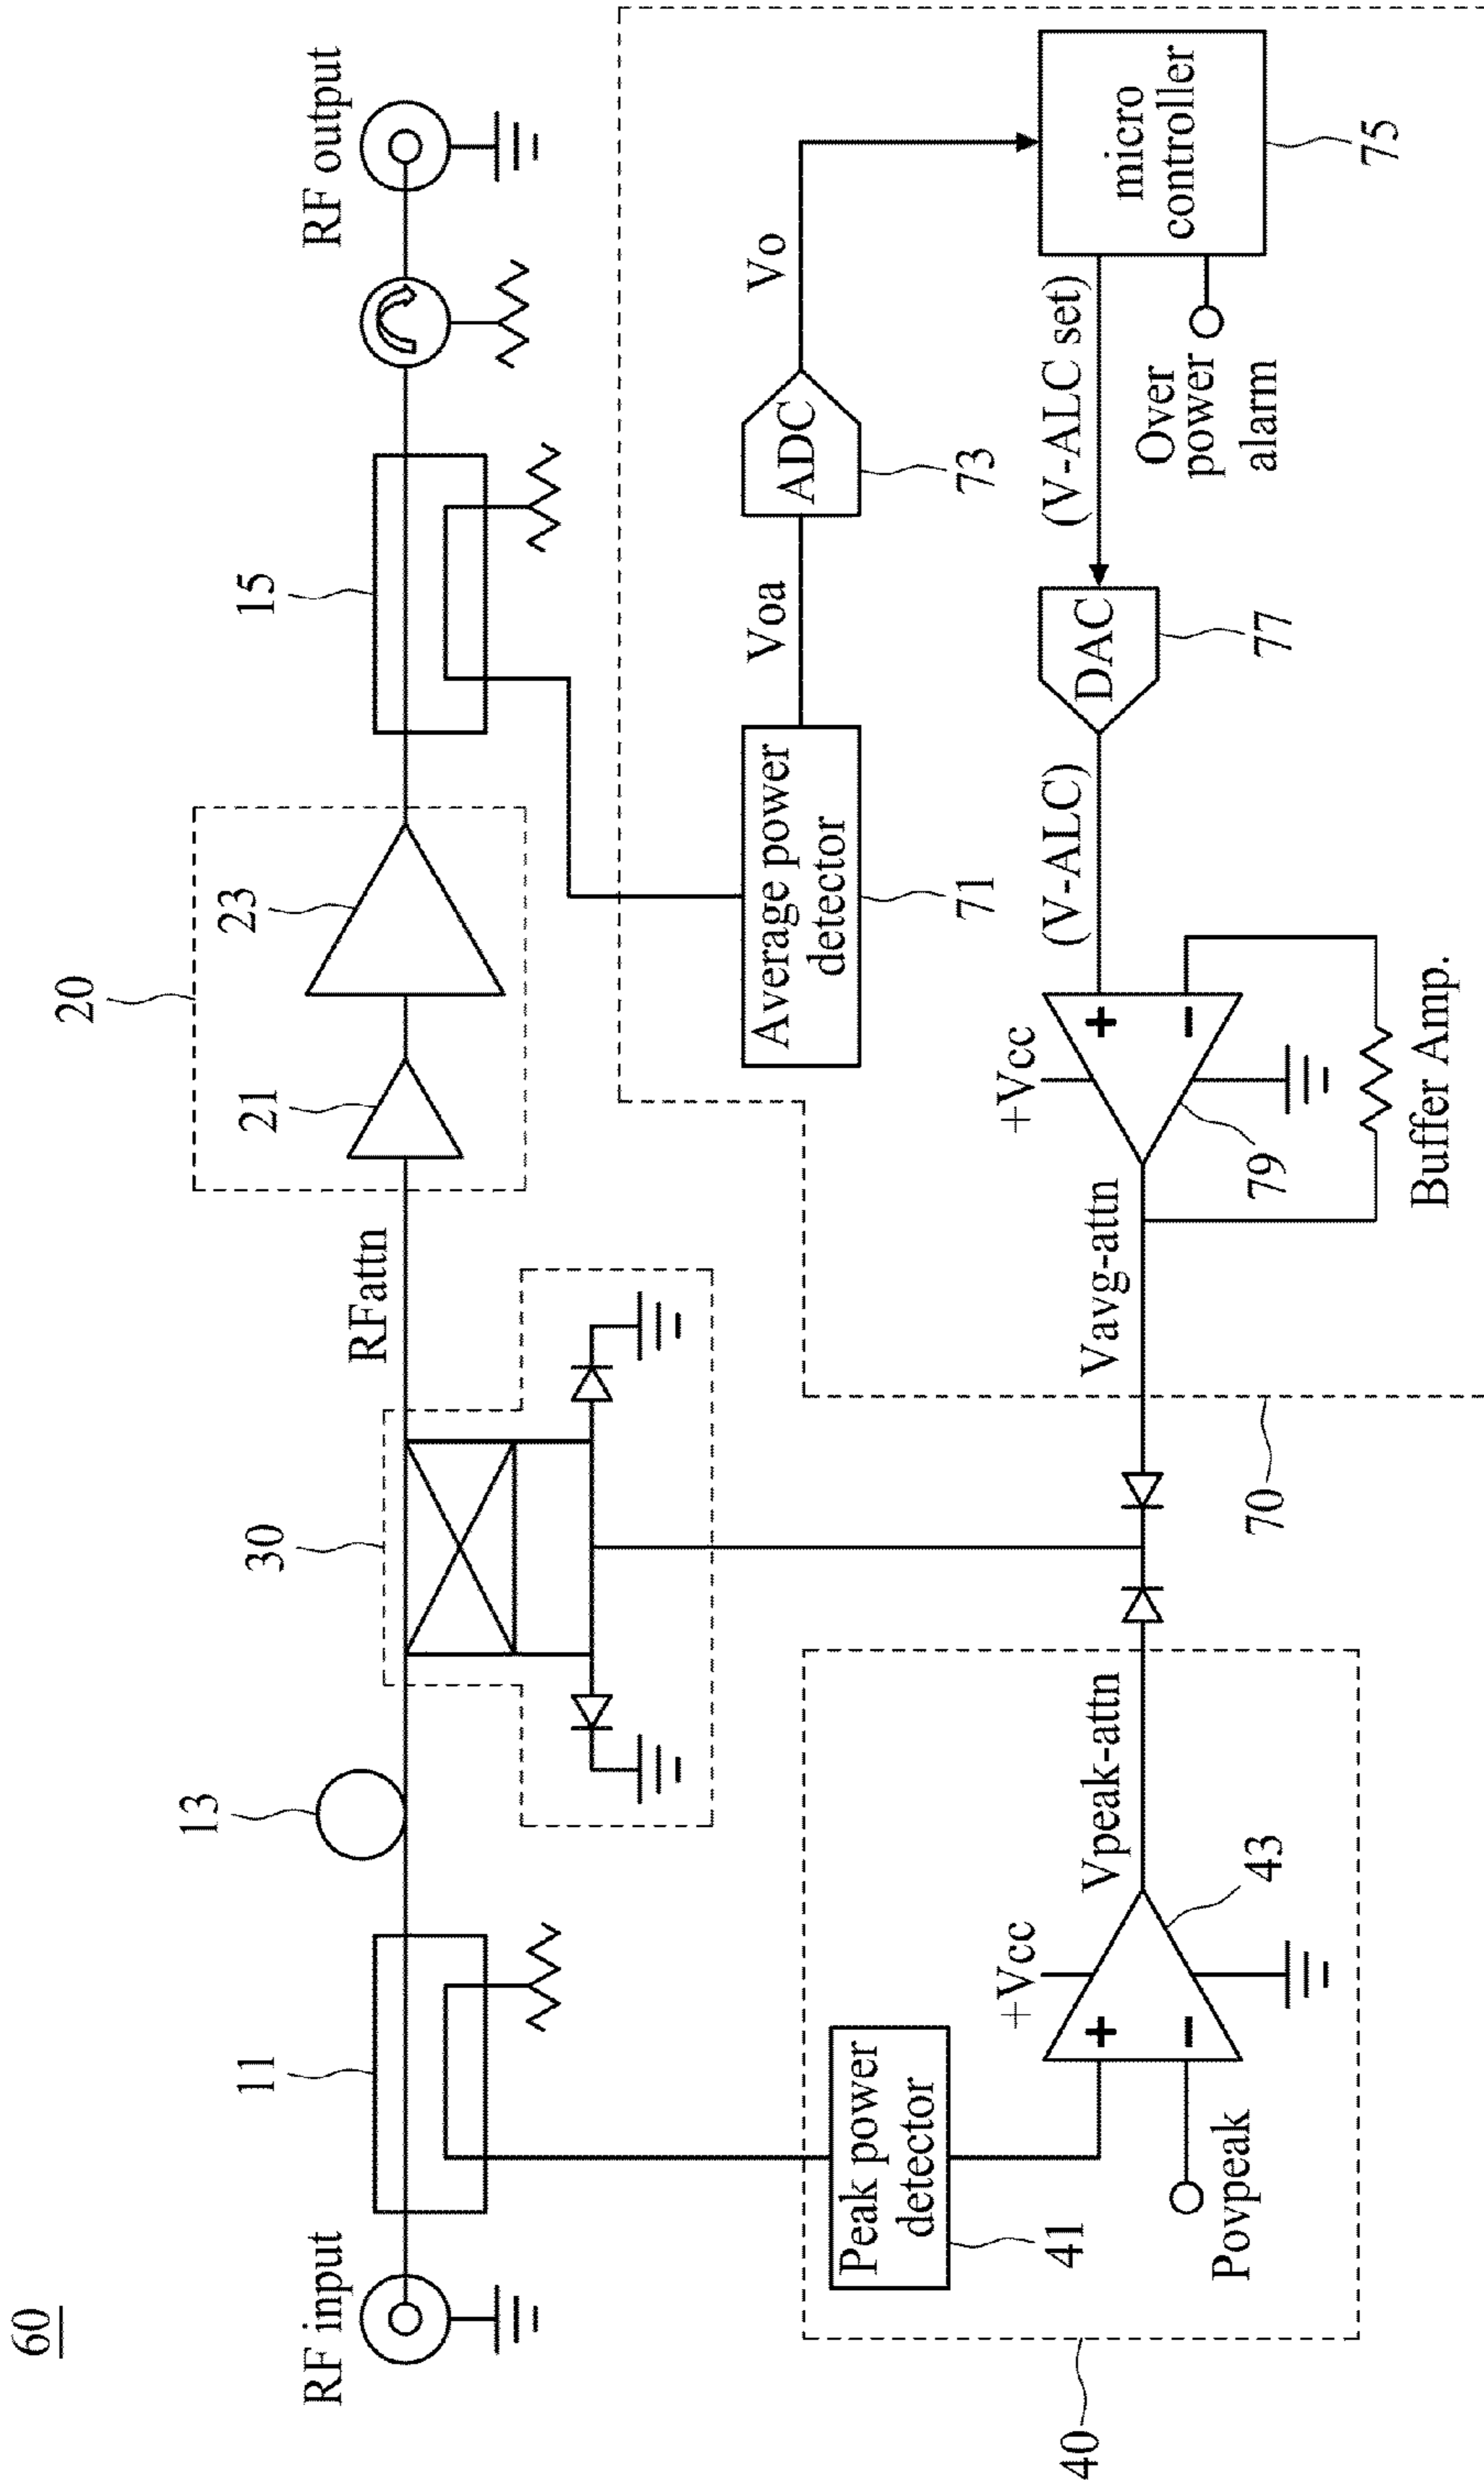 60
RF input
11
13
30
RFattn
20
21
23
15
RF output
40
Peak power
detector
41
+Vcc
+
−
Povpeak
43
Vpeak-attn
70
Vavg-attn
+Vcc
+
−
79
Buffer Amp.
(V-ALC)
DAC
77
(V-ALC set)
Average power
detector
71
Voa
ADC
73
Vo
micro
controller
75
Over
power
alarm